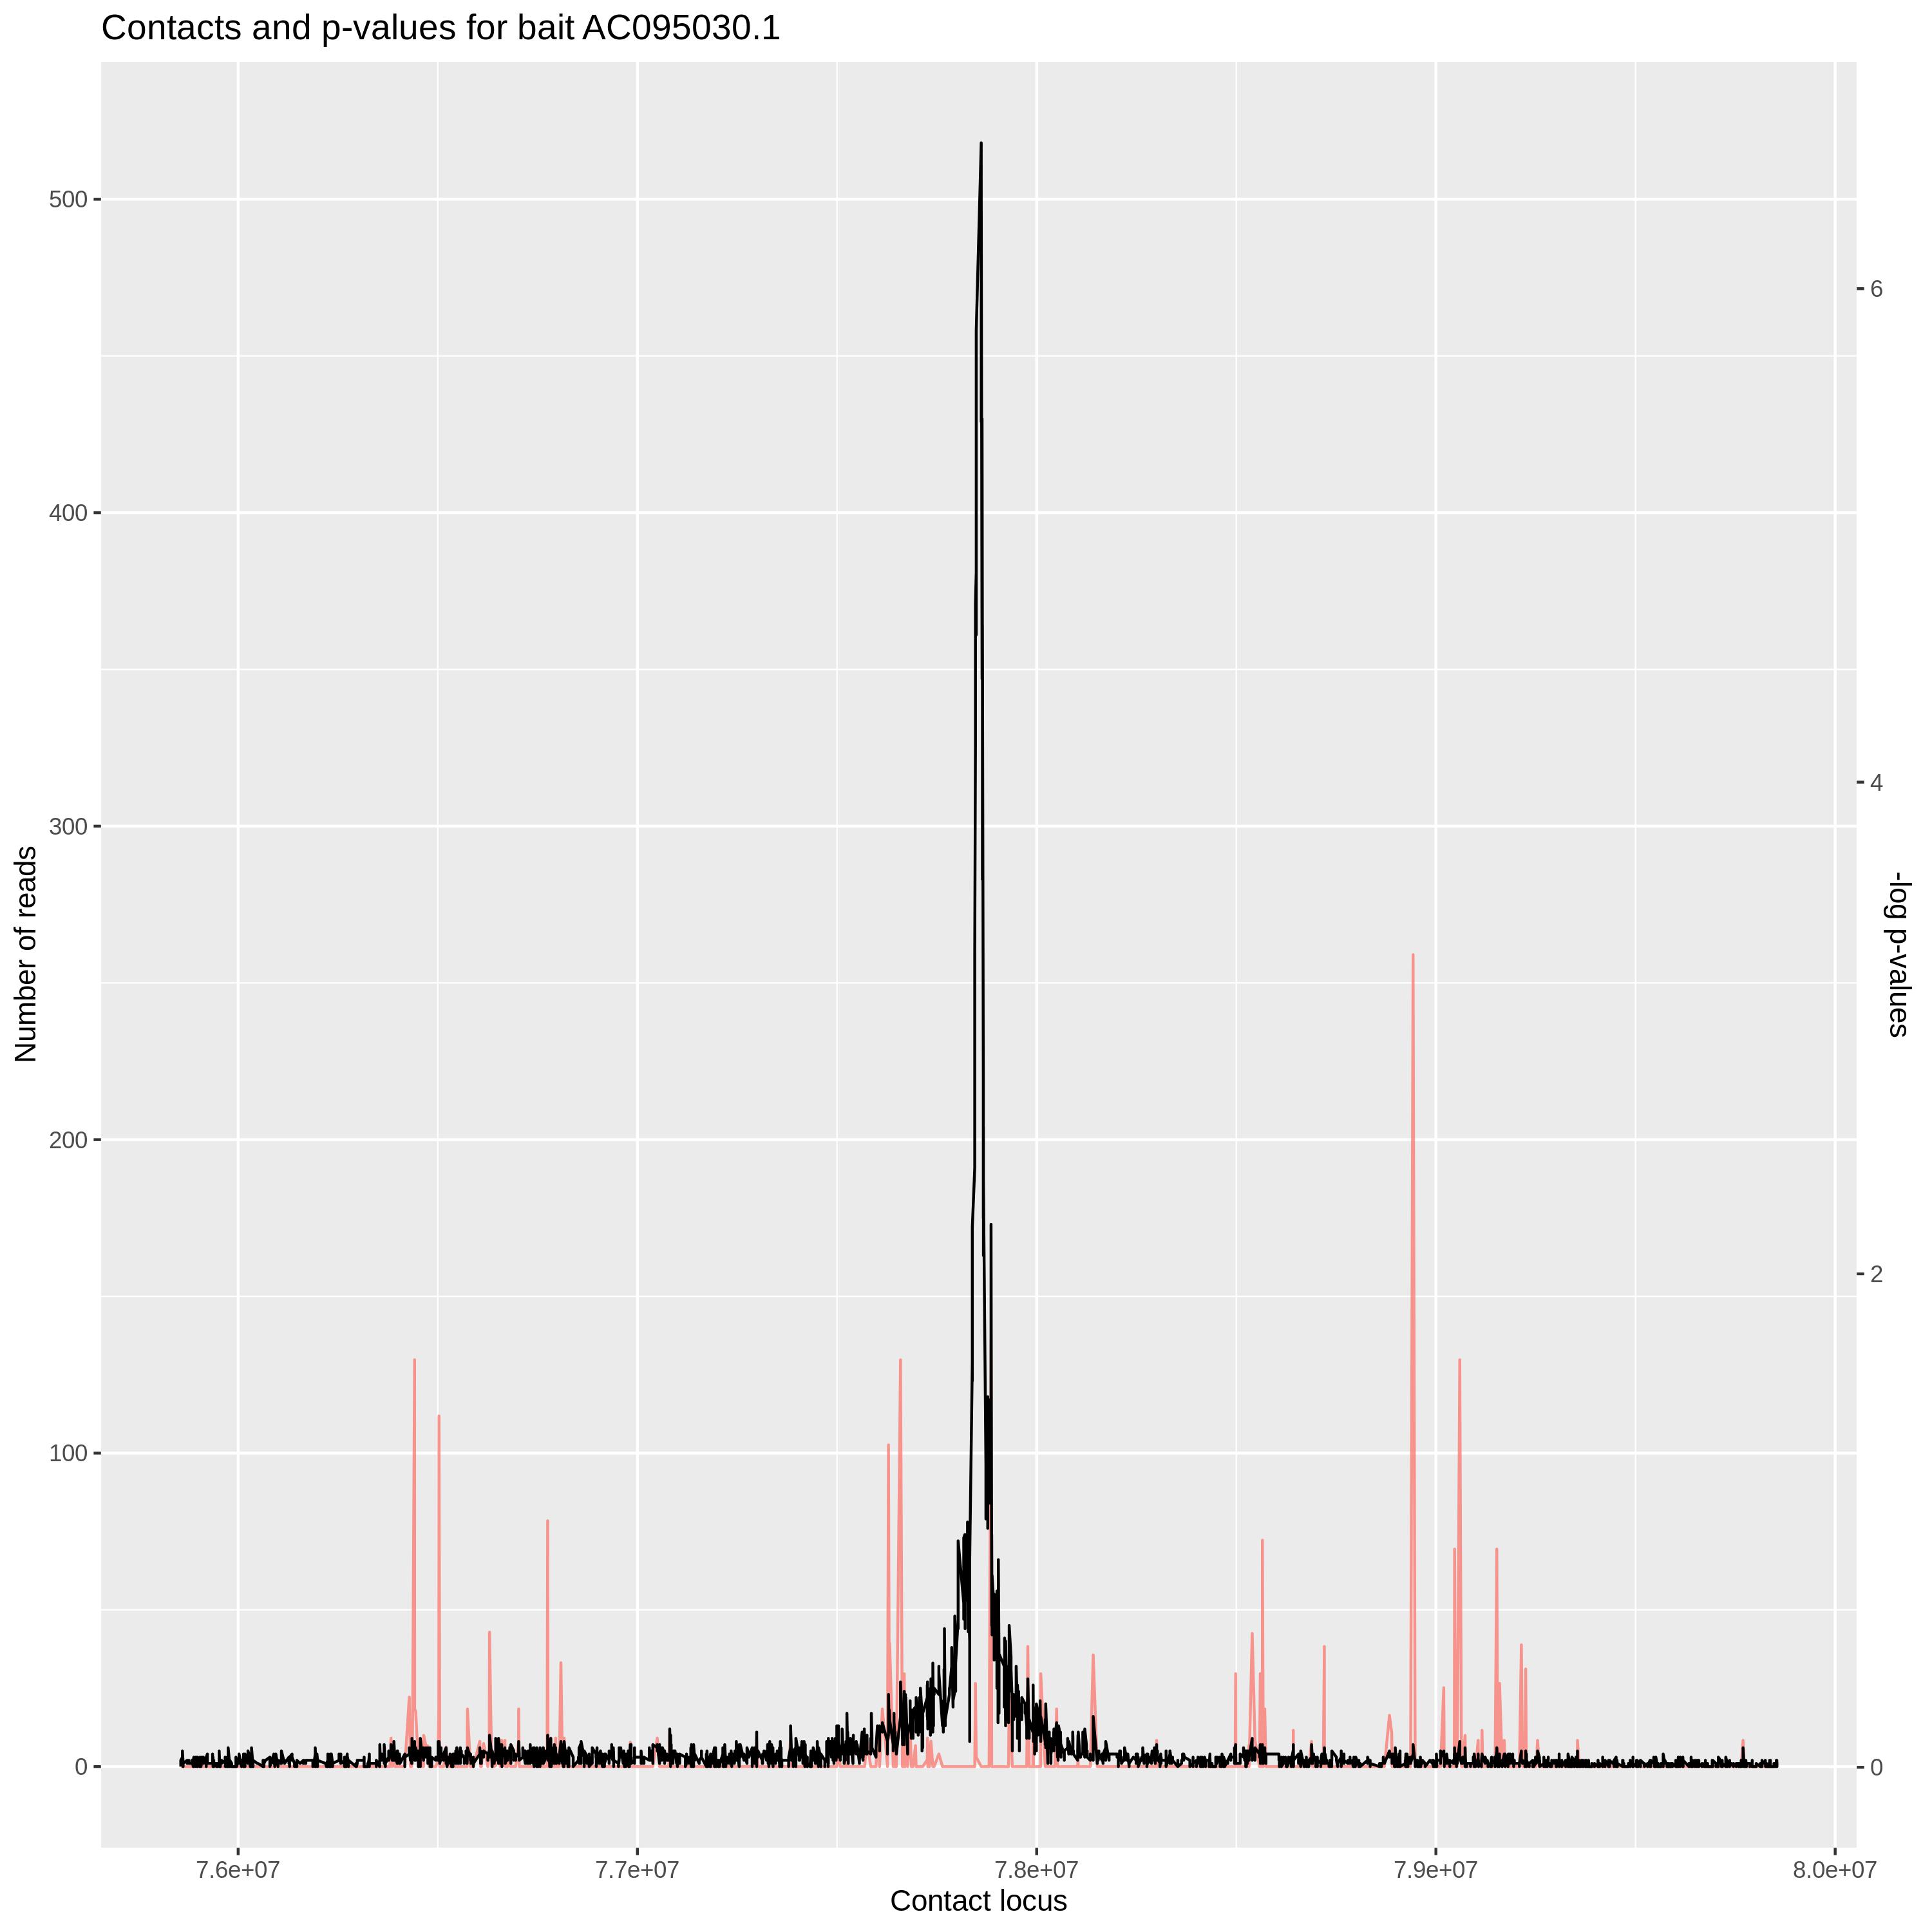 Contacts and p-values for bait AC095030.1
500
400
300
200
100
0
Number of reads
6
4
2
0
-log p-values
7.6e+07 7.7e+07 7.8e+07 7.9e+07 8.0e+07
Contact locus